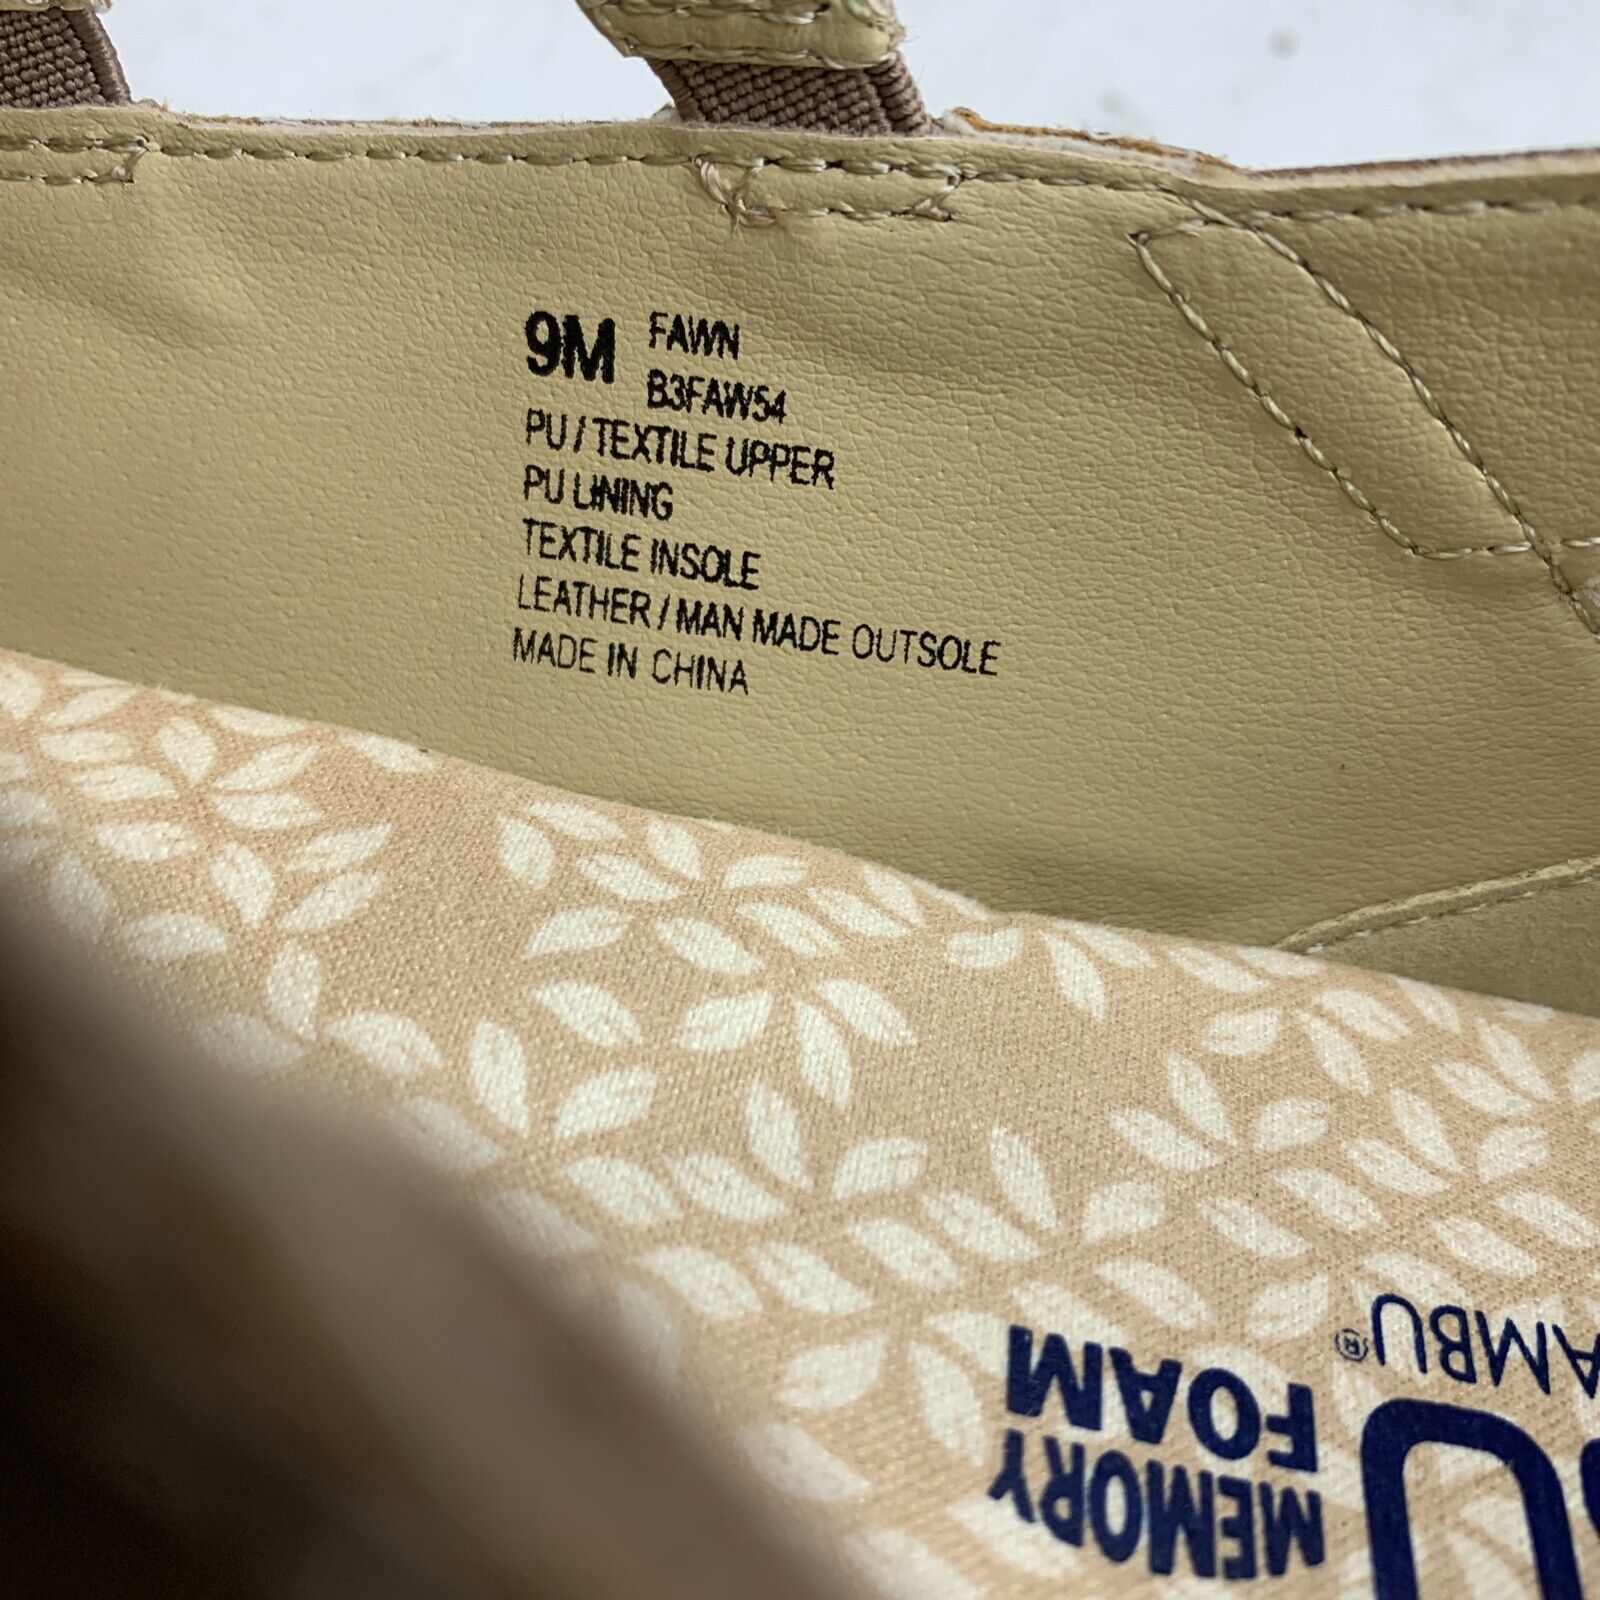 9M FAWN
B3FAW54
PU / TEXTILE UPPER
PU LINING
TEXTILE INSOLE
LEATHER / MAN MADE OUTSOLE
MADE IN CHINA
AMBU®
MEMORY
FOAM